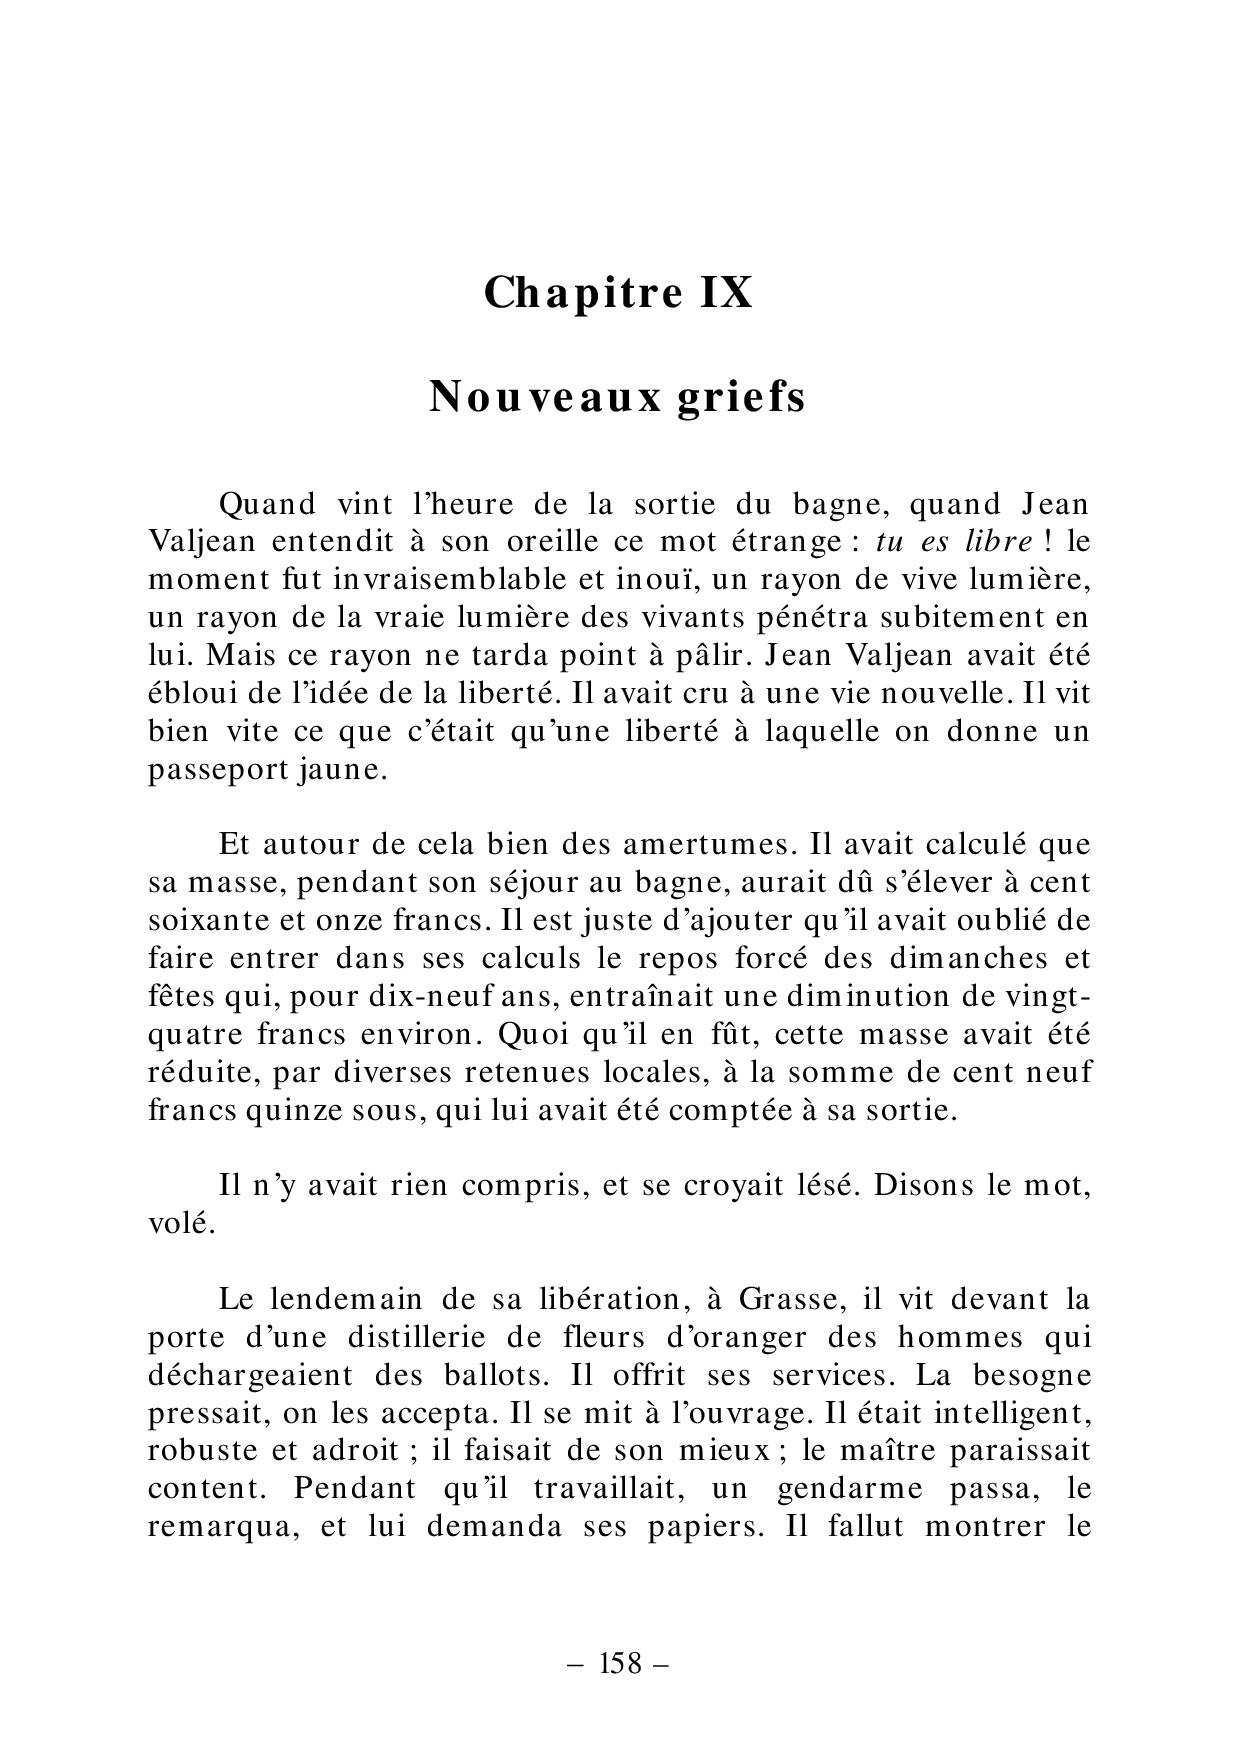 Chapitre IX
Nouveaux griefs
Quand vint l’heure de la sortie du bagne, quand Jean
Valjean entendit à son oreille ce mot étrange : tu es libre ! le
moment fut invraisemblable et inouï, un rayon de vive lumière,
un rayon de la vraie lumière des vivants pénétra subitement en
lui. Mais ce rayon ne tarda point à pâlir. Jean Valjean avait été
ébloui de l’idée de la liberté. Il avait cru à une vie nouvelle. Il vit
bien vite ce que c’était qu’une liberté à laquelle on donne un
passeport jaune.
Et autour de cela bien des amertumes. Il avait calculé que
sa masse, pendant son séjour au bagne, aurait dû s’élever à cent
soixante et onze francs. Il est juste d’ajouter qu’il avait oublié de
faire entrer dans ses calculs le repos forcé des dimanches et
fêtes qui, pour dix-neuf ans, entraînait une diminution de vingt-
quatre francs environ. Quoi qu’il en fût, cette masse avait été
réduite, par diverses retenues locales, à la somme de cent neuf
francs quinze sous, qui lui avait été comptée à sa sortie.
Il n’y avait rien compris, et se croyait lésé. Disons le mot,
volé.
Le lendemain de sa libération, à Grasse, il vit devant la
porte d’une distillerie de fleurs d’oranger des hommes qui
déchargeaient des ballots. Il offrit ses services. La besogne
pressait, on les accepta. Il se mit à l’ouvrage. Il était intelligent,
robuste et adroit ; il faisait de son mieux ; le maître paraissait
content. Pendant qu’il travaillait, un gendarme passa, le
remarqua, et lui demanda ses papiers. Il fallut montrer le
– 158 –